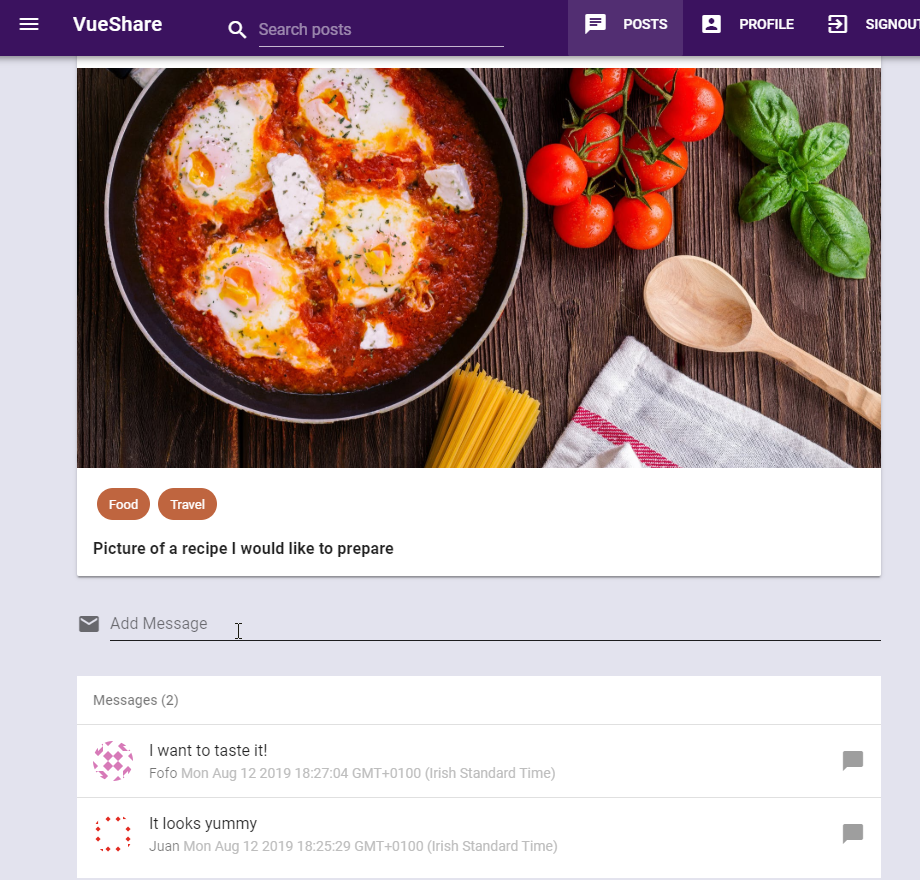 VueShare
Search posts
POSTS
PROFILE
SIGNOUT
Food
Travel
Picture of a recipe I would like to prepare
Add Message
Messages (2)
I want to taste it!
Fofo Mon Aug 12 2019 18:27:04 GMT+0100 (Irish Standard Time)
It looks yummy
Juan Mon Aug 12 2019 18:25:29 GMT+0100 (Irish Standard Time)